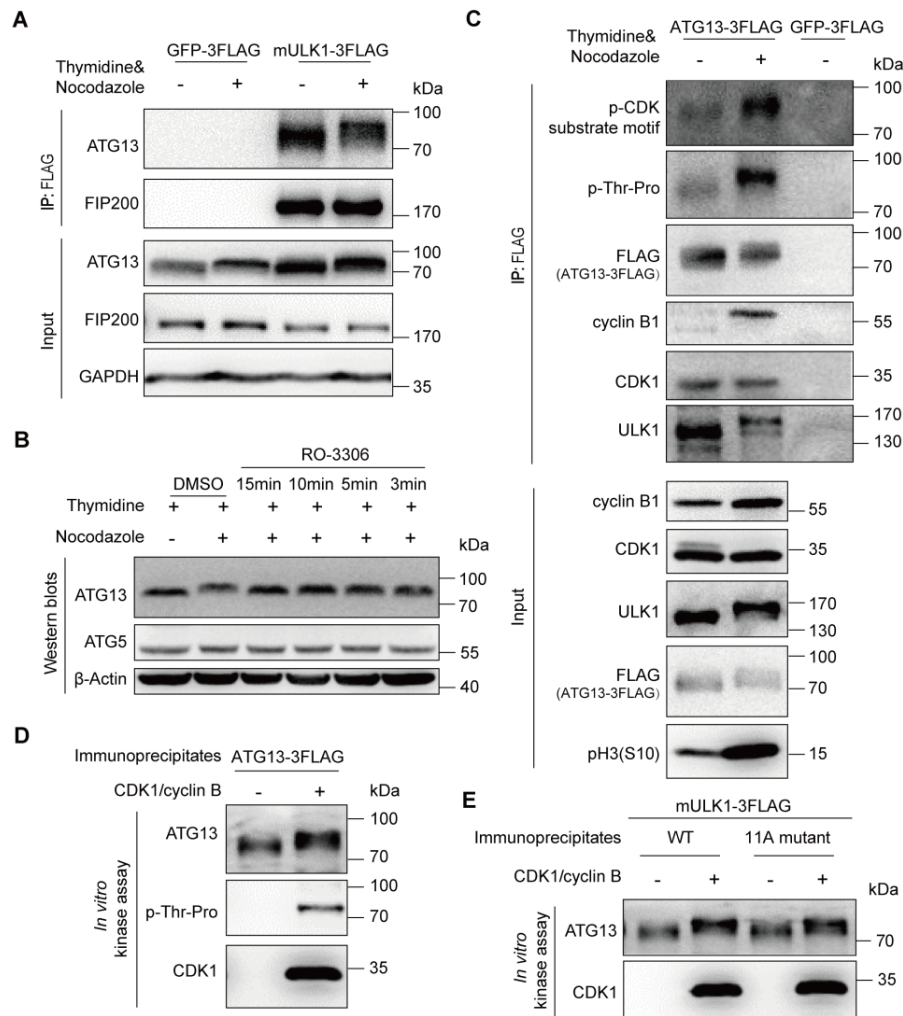 A
GFP-3FLAG mULK1-3FLAG
Thymidine&
Nocodazole - + - + kDa
IP: FLAG
ATG13 100
70
FIP200 170
Input
ATG13 100
70
FIP200 170
GAPDH 35
B
RO-3306
DMSO 15min 10min 5min 3min
Thymidine + + + + + +
Nocodazole - + + + + + kDa
Western blots
ATG13 100
70
ATG5 55
β-Actin 40
C
ATG13-3FLAG GFP-3FLAG
Thymidine&
Nocodazole - + - kDa
IP: FLAG
p-CDK
substrate motif 100
70
p-Thr-Pro 100
70
FLAG
(ATG13-3FLAG) 100
70
cyclin B1 55
CDK1 35
ULK1 170
130
Input
cyclin B1 55
CDK1 35
ULK1 170
130
FLAG
(ATG13-3FLAG) 100
70
pH3(S10) 15
D
Immunoprecipitates ATG13-3FLAG
CDK1/cyclin B - + kDa
In vitro
kinase assay
ATG13 100
70
p-Thr-Pro 100
70
CDK1 35
E
mULK1-3FLAG
Immunoprecipitates WT 11A mutant
CDK1/cyclin B - + - + kDa
In vitro
kinase assay
ATG13 70
CDK1 35